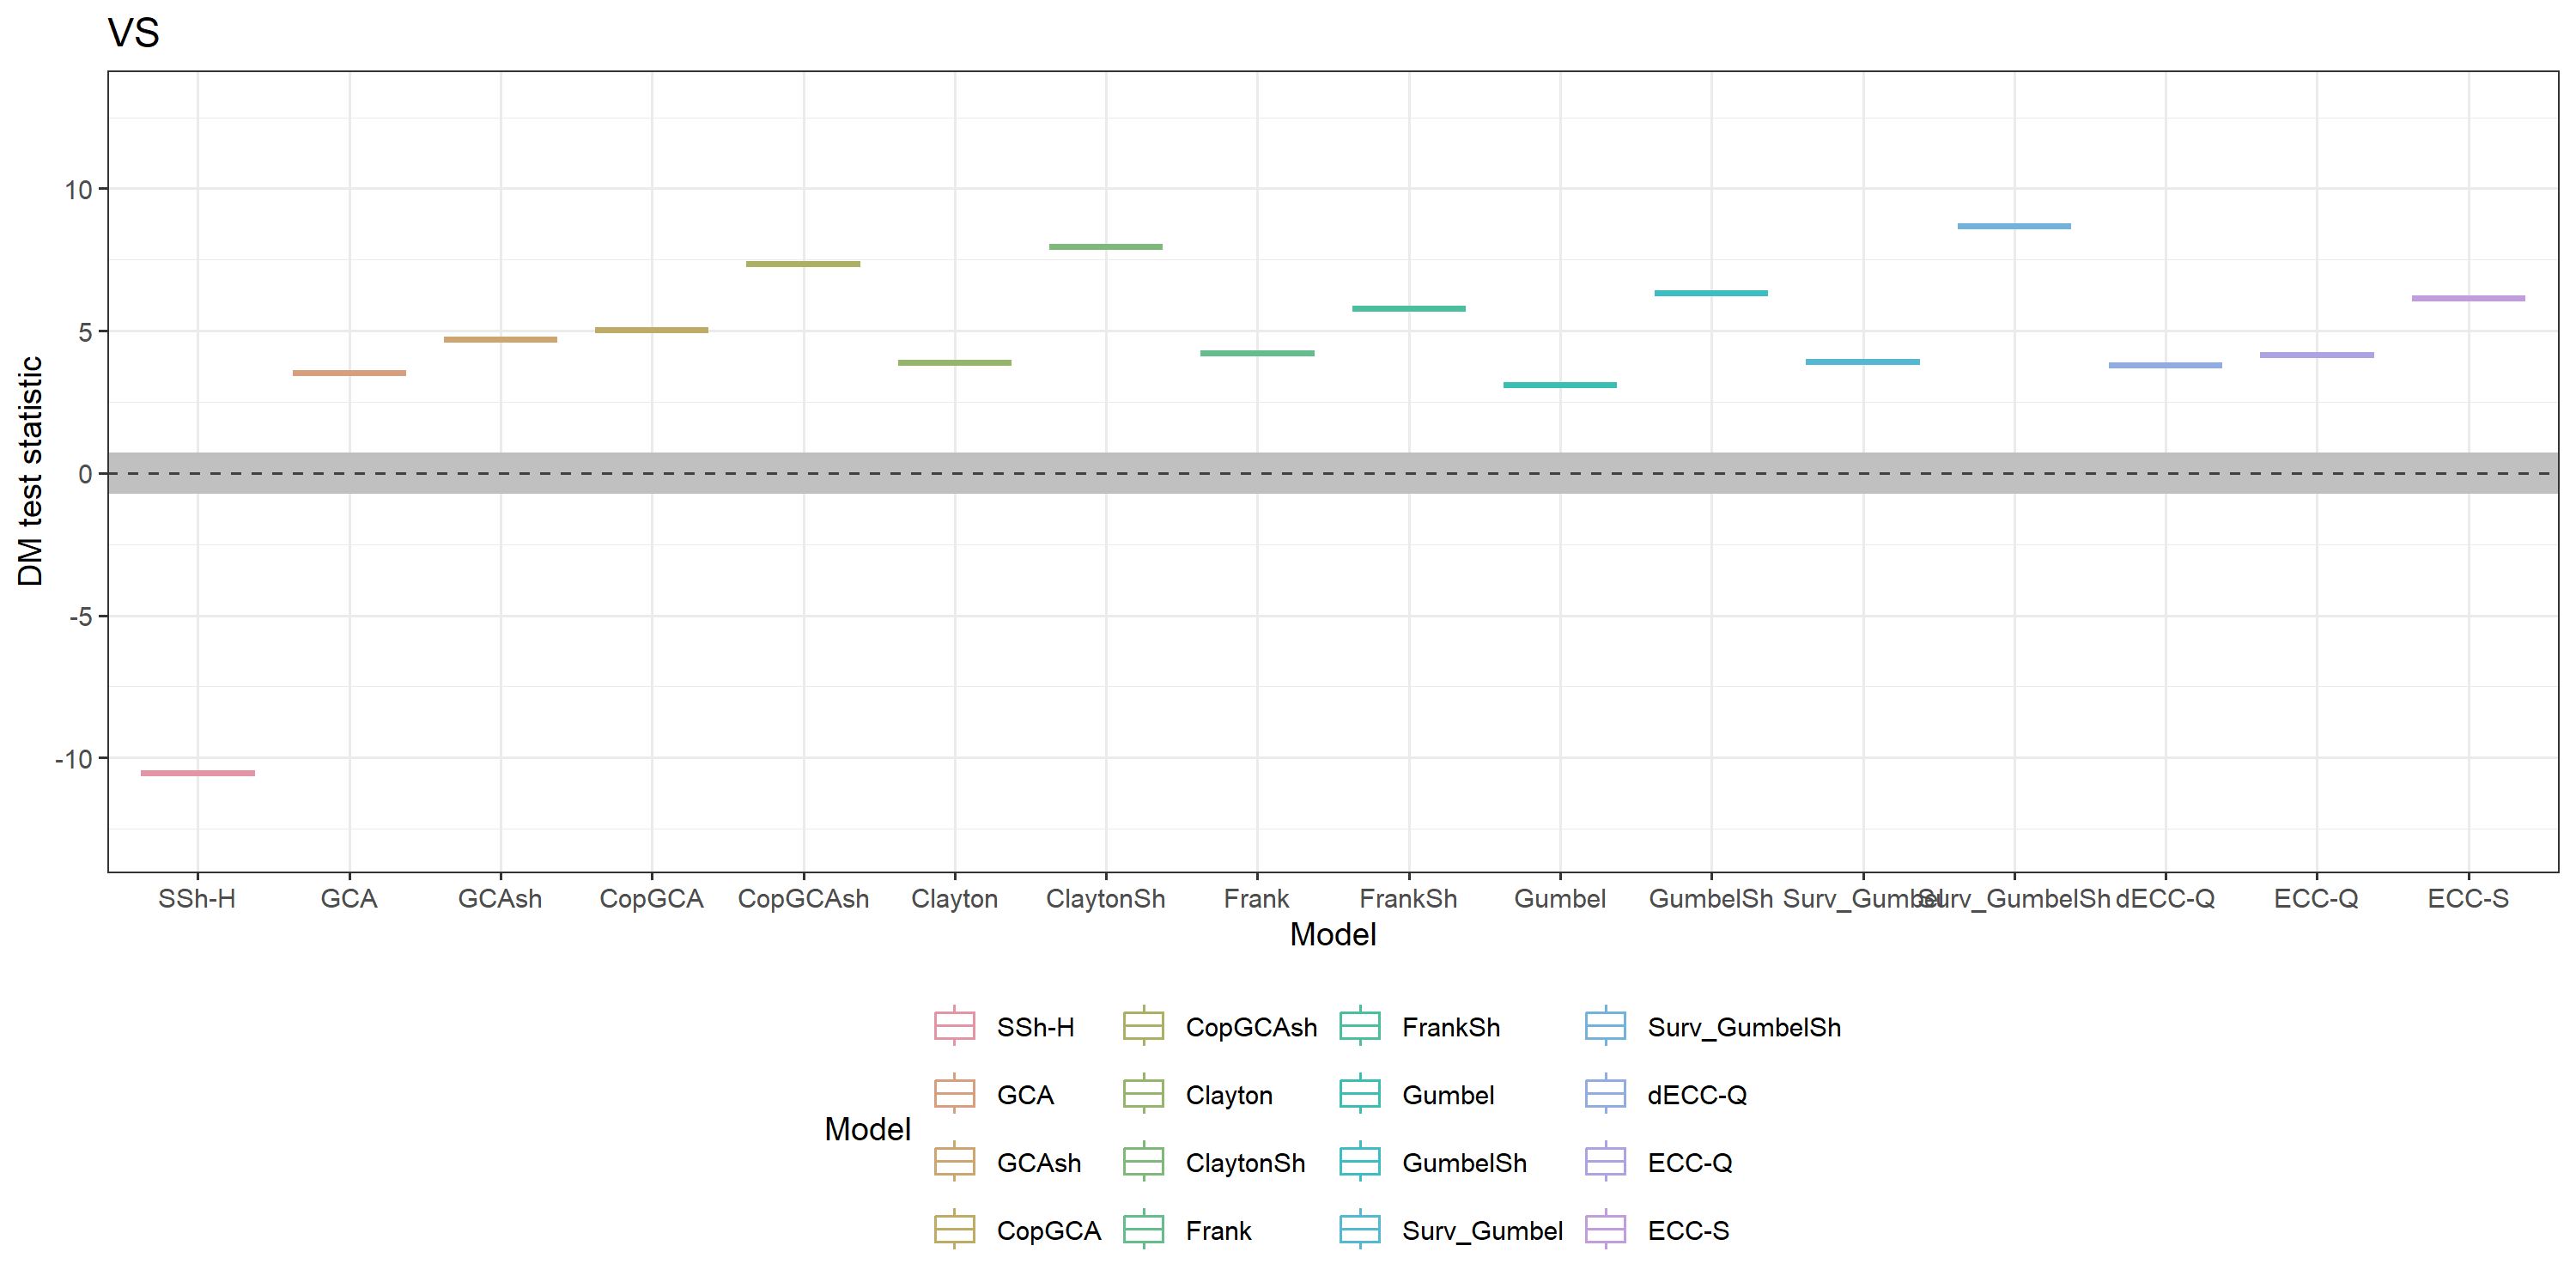 VS
DM test statistic
10
5
0
-5
-10
SSh-H GCA GCAsh CopGCA CopGCAsh Clayton ClaytonSh Frank FrankSh Gumbel GumbelSh Surv_Gumbel Surv_GumbelSh dECC-Q ECC-Q ECC-S
Model
Model
SSh-H CopGCAsh FrankSh Surv_GumbelSh
GCA Clayton Gumbel dECC-Q
GCAsh ClaytonSh GumbelSh ECC-Q
CopGCA Frank Surv_Gumbel ECC-S